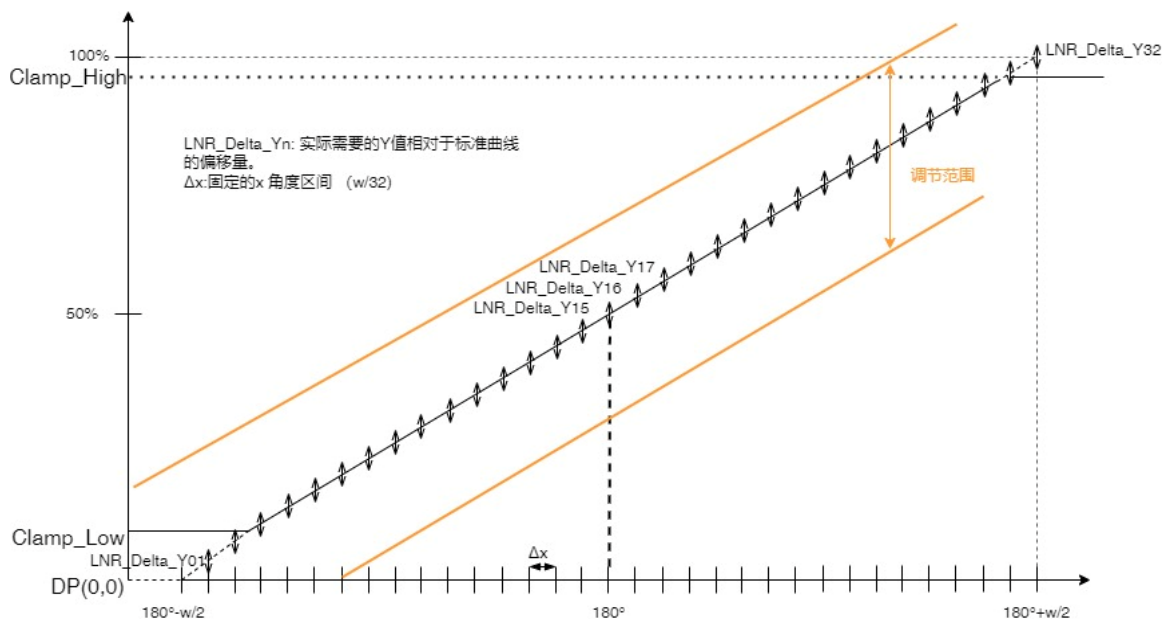 100%
LNR_Delta_Y32
Clamp_High
LNR_Delta_Yn: 实际需要的Y值相对于标准曲线
的偏移量。
Δx:固定的x 角度区间 (w/32)
调节范围
LNR_Delta_Y17
LNR_Delta_Y16
LNR_Delta_Y15
50%
Clamp_Low
LNR_Delta_Y01
Δx
DP(0,0)
180°-w/2
180°
180°+w/2